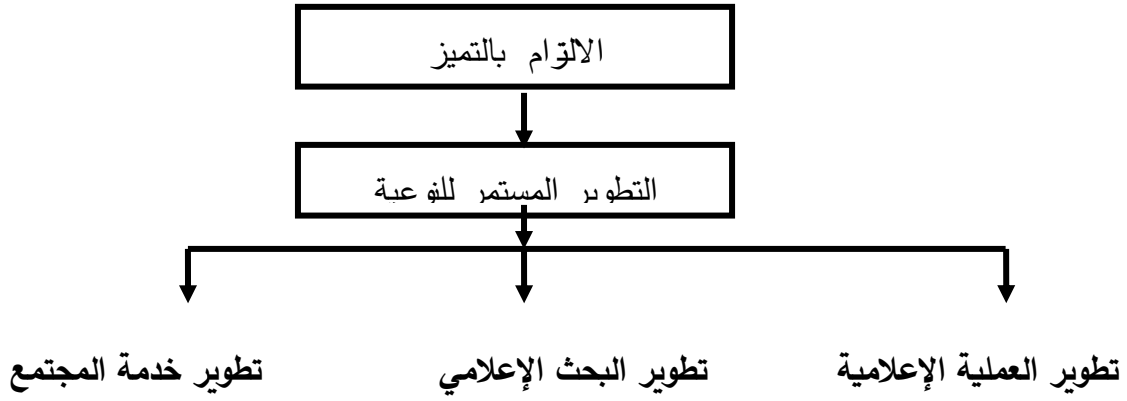 الالتزام بالتميز
التطوير المستمر للنوعية
تطوير العملية الإعلامية
تطوير البحث الإعلامي
تطوير خدمة المجتمع